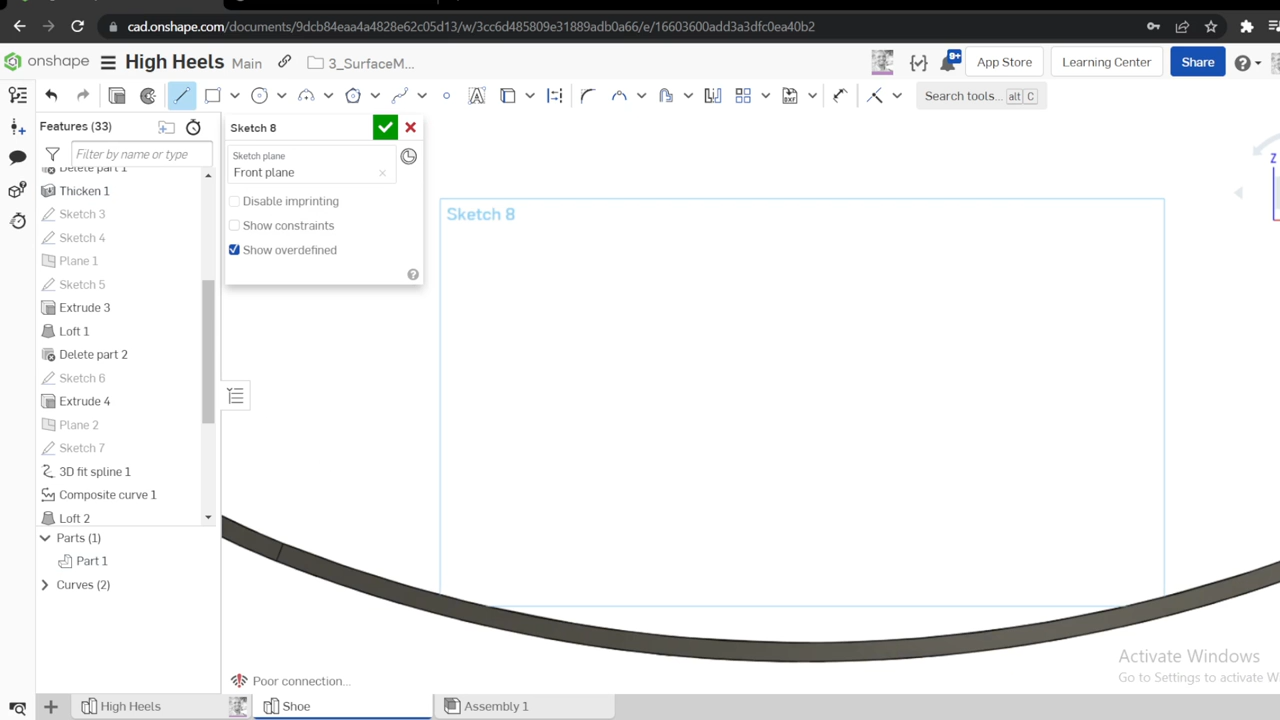 cad.onshape.com/documents/9dcb84eaa4a4828e62c05d13/w/3cc6d485809e31889adb0a66/e/16603600add3a3dfc0ea40b2
onshape High Heels Main 3_SurfaceM... 9+ App Store Learning Center Share
Search tools... alt C
Features (33)
Filter by name or type
Delete part 1
Thicken 1
Sketch 3
Sketch 4
Plane 1
Sketch 5
Extrude 3
Loft 1
Delete part 2
Sketch 6
Extrude 4
Plane 2
Sketch 7
3D fit spline 1
Composite curve 1
Loft 2
Parts (1)
Part 1
Curves (2)
Sketch 8
Sketch plane
Front plane
Disable imprinting
Show constraints
Show overdefined
Sketch 8
Z
Activate Windows
Go to Settings to activate W
Poor connection...
High Heels Shoe Assembly 1